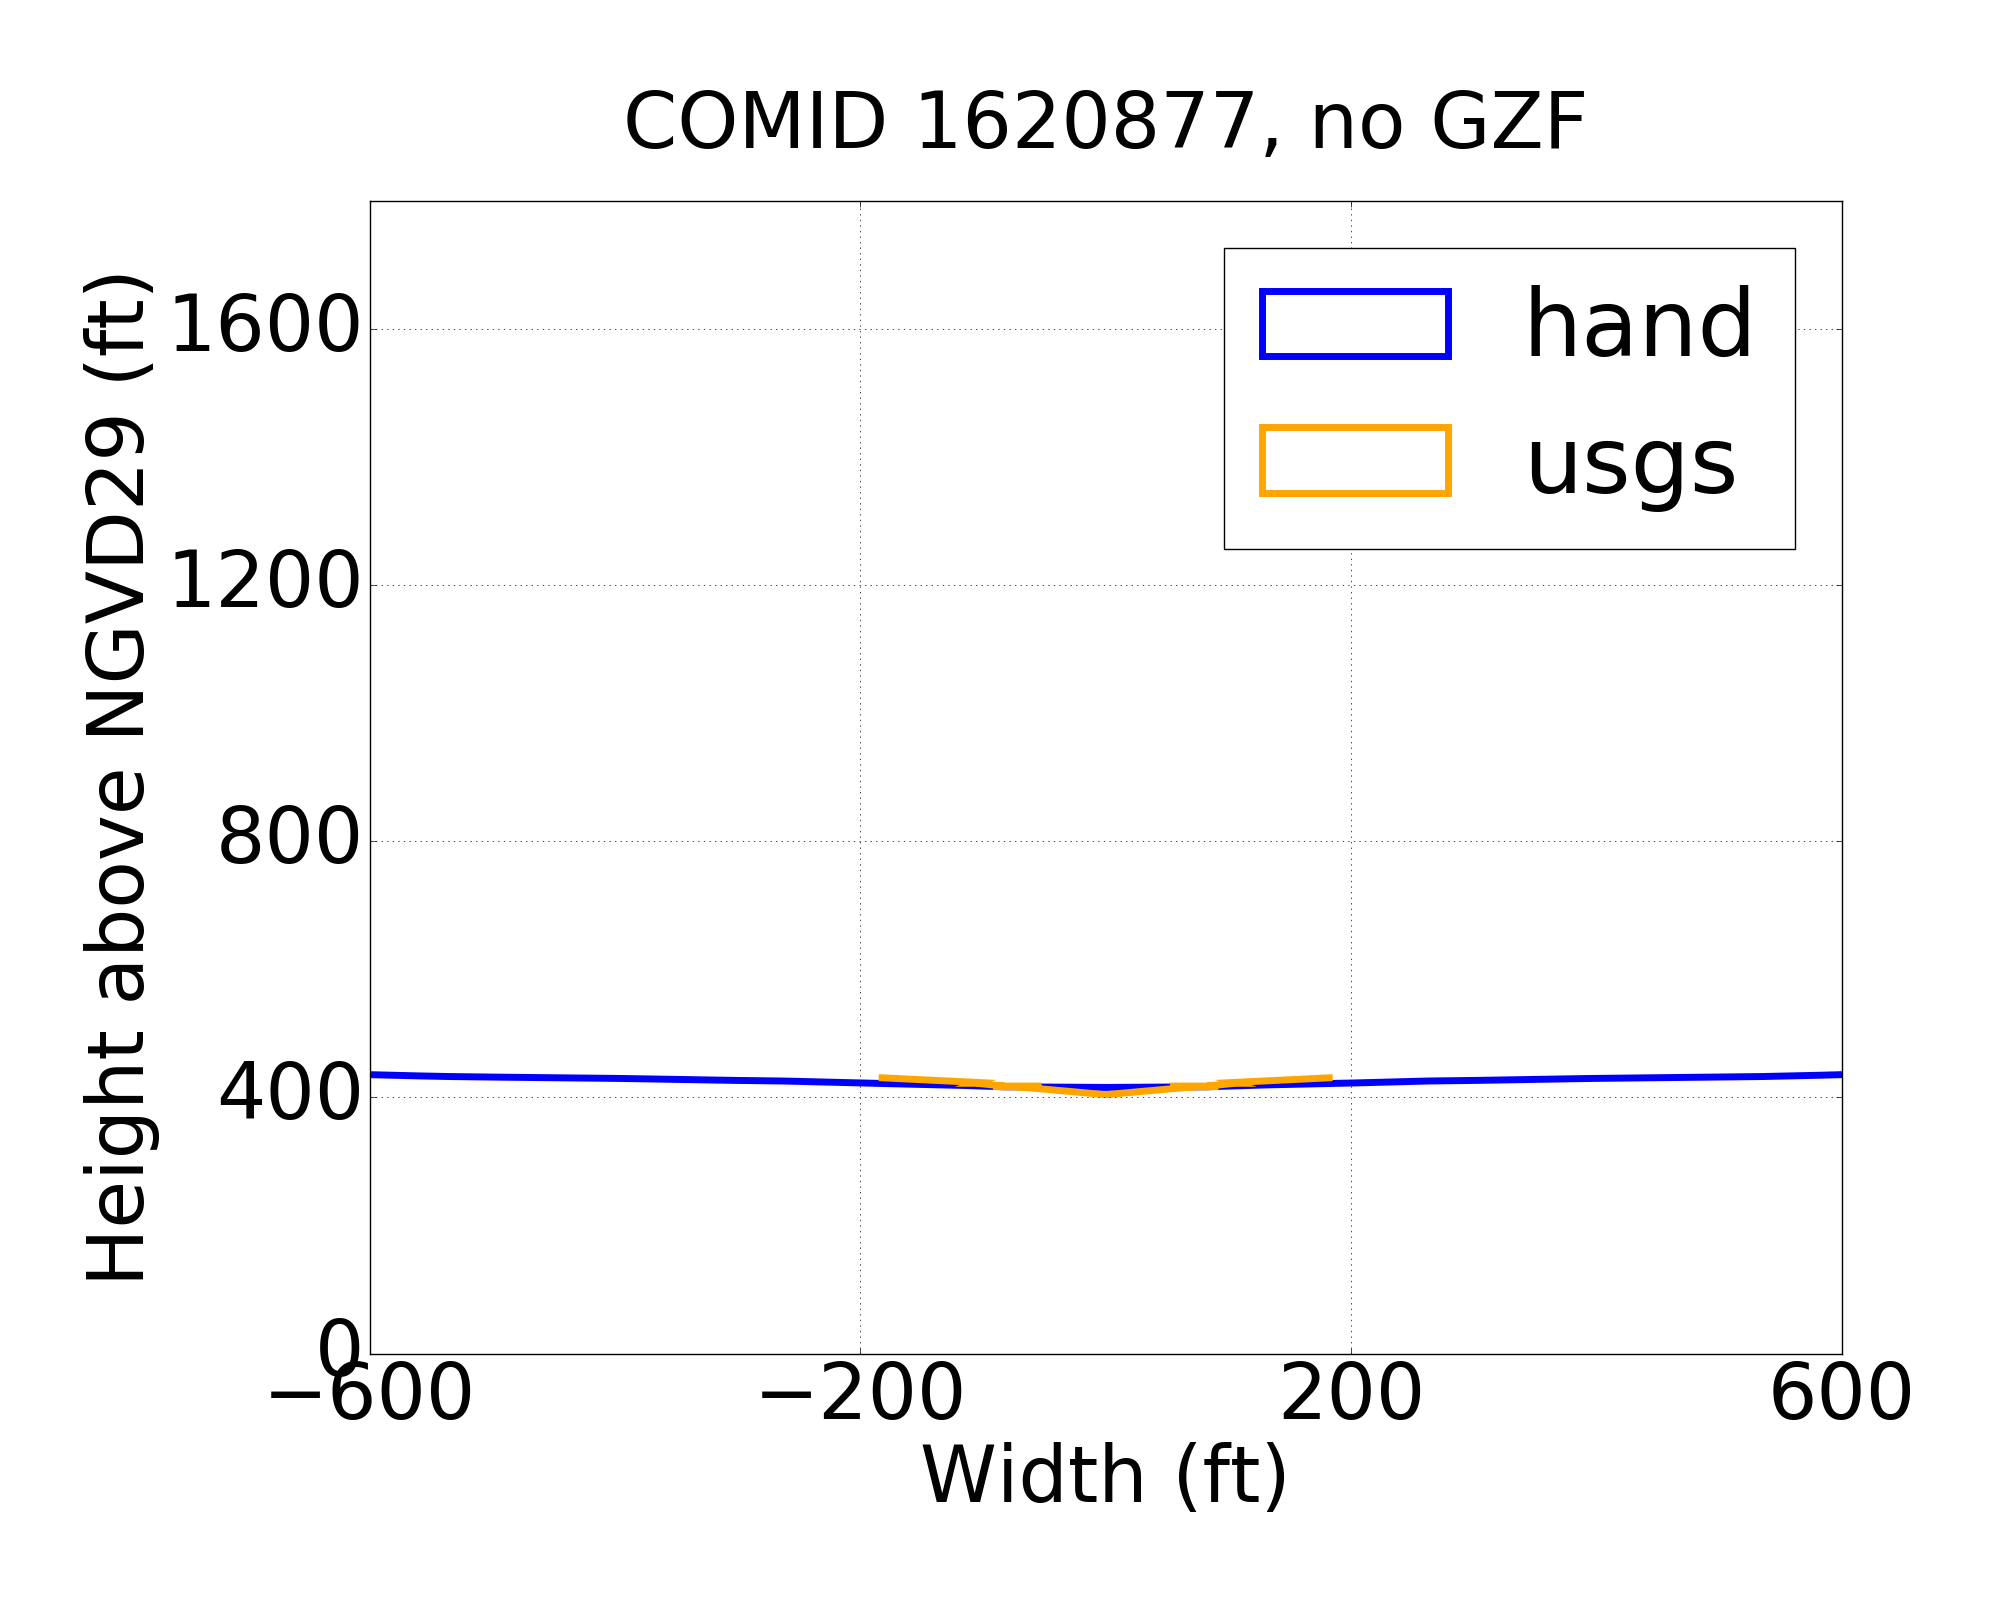 COMID 1620877, no GZF
hand
usgs
Height above NGVD29 (ft)
1600
1200
800
400
0
−600
−200
200
600
Width (ft)